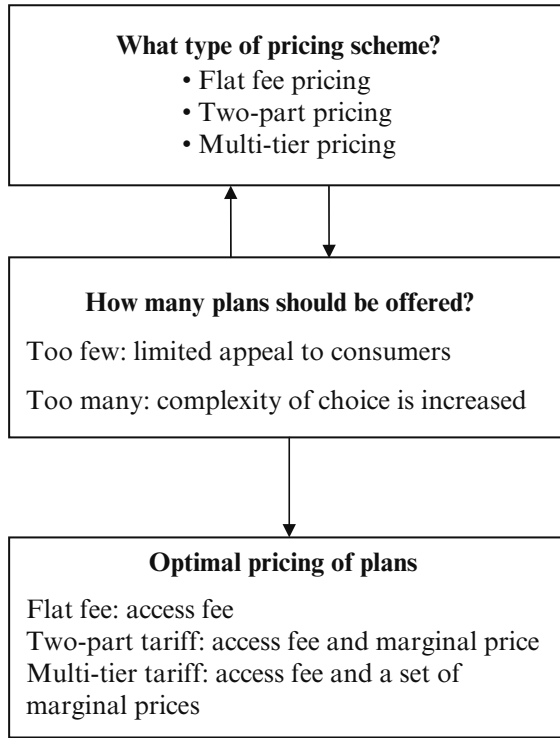 What type of pricing scheme?
• Flat fee pricing
• Two-part pricing
• Multi-tier pricing
How many plans should be offered?
Too few: limited appeal to consumers
Too many: complexity of choice is increased
Optimal pricing of plans
Flat fee: access fee
Two-part tariff: access fee and marginal price
Multi-tier tariff: access fee and a set of
marginal prices